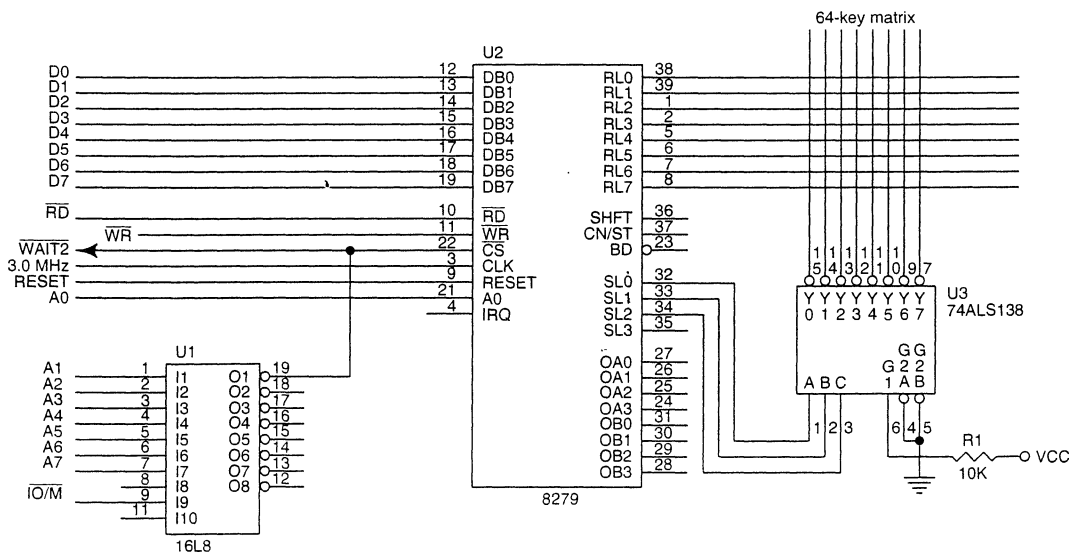 64-key matrix
U2
D0 12 DB0 RL0 38
D1 13 DB1 RL1 39
D2 14 DB2 RL2 1
D3 15 DB3 RL3 2
D4 16 DB4 RL4 5
D5 17 DB5 RL5 6
D6 18 DB6 RL6 7
D7 19 DB7 RL7 8
RD 10 RD SHFT 36
WR 11 WR CN/ST 37
WAIT2 22 CS BD 23
3.0 MHz 3 CLK
RESET 9 RESET SL0 32
A0 21 A0 SL1 33
4 IRQ SL2 34
SL3 35
15 14 13 12 11 10 9 7
Y0 Y1 Y2 Y3 Y4 Y5 Y6 Y7
U3
74ALS138
A B C G1 G2A G2B
1 2 3 6 4 5
OA0 27
OA1 26
OA2 25
OA3 24
OB0 31
OB1 30
OB2 29
OB3 28
R1
10K
VCC
8279
U1
A1 1 I1 O1 19
A2 2 I2 O2 18
A3 3 I3 O3 17
A4 4 I4 O4 16
A5 5 I5 O5 15
A6 6 I6 O6 14
A7 7 I7 O7 13
8 I8 O8 12
IO/M 9 I9
11 I10
16L8